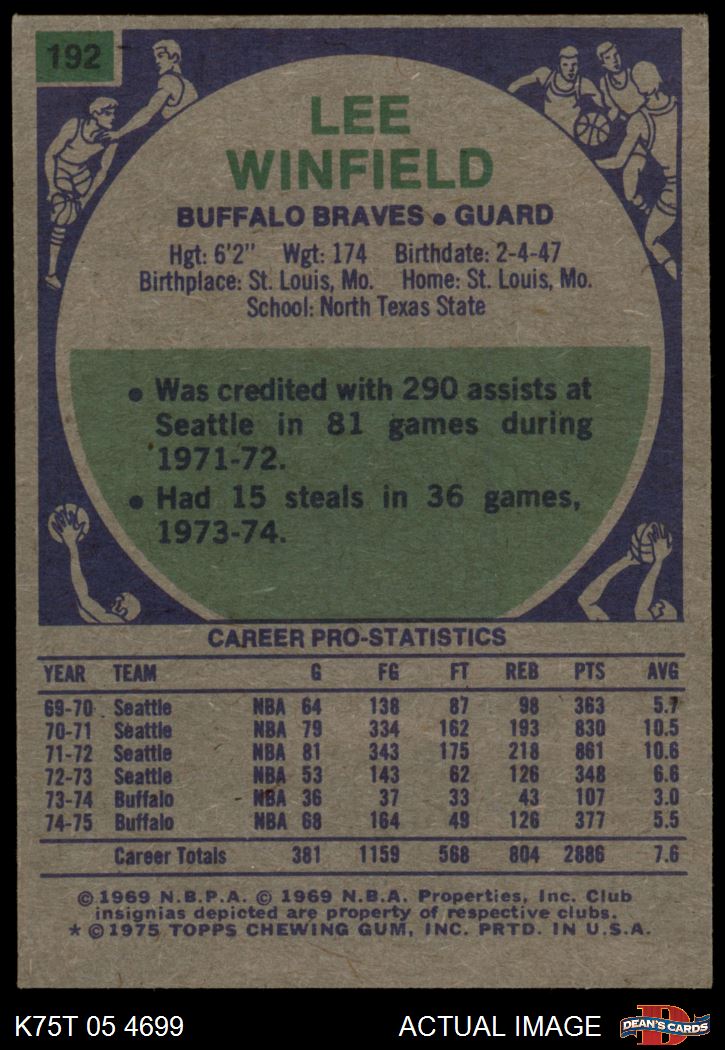 192
LEE
WINFIELD
BUFFALO BRAVES • GUARD
Hgt: 6'2" Wgt: 174 Birthdate: 2-4-47
Birthplace: St. Louis, Mo. Home: St. Louis, Mo.
School: North Texas State
• Was credited with 290 assists at
Seattle in 81 games during
1971-72.
• Had 15 steals in 36 games,
1973-74.
CAREER PRO-STATISTICS
YEAR TEAM G FG FT REB PTS AVG
69-70 Seattle NBA 64 138 87 98 363 5.7
70-71 Seattle NBA 79 334 162 193 830 10.5
71-72 Seattle NBA 81 343 175 218 861 10.6
72-73 Seattle NBA 53 143 62 126 348 6.6
73-74 Buffalo NBA 36 37 33 43 107 3.0
74-75 Buffalo NBA 68 164 49 126 377 5.5
Career Totals 381 1159 568 804 2886 7.6
© 1969 N.B.P.A. © 1969 N.B.A. Properties, Inc. Club
insignias depicted are property of respective clubs.
* © 1975 TOPPS CHEWING GUM, INC. PRTD. IN U.S.A.
K75T 05 4699 ACTUAL IMAGE
D
DEAN'S CARDS